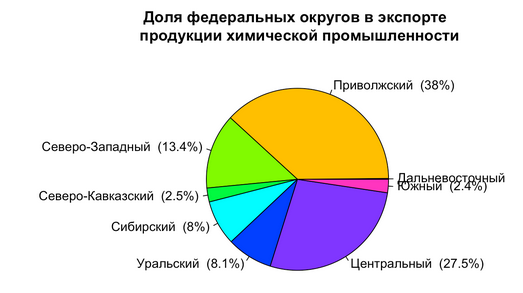 Доля федеральных округов в экспорте
продукции химической промышленности
Приволжский (38%)
Северо-Западный (13.4%)
Северо-Кавказский (2.5%)
Сибирский (8%)
Уральский (8.1%)
Центральный (27.5%)
Южный (2.4%)
Дальневосточный